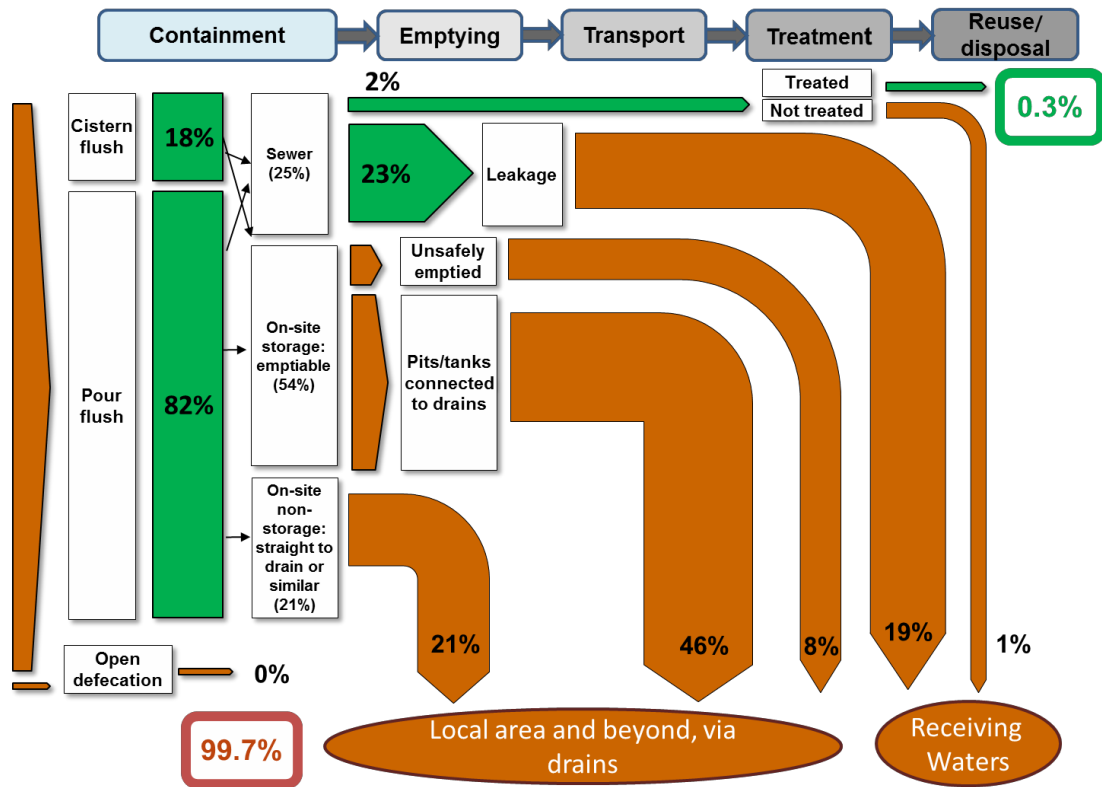 Containment
Emptying
Transport
Treatment
Reuse/
disposal
2%
Treated
Not treated
0.3%
Cistern
flush
18%
Sewer
(25%)
23%
Leakage
Unsafely
emptied
On-site
storage:
emptiable
(54%)
Pits/tanks
connected
to drains
Pour
flush
82%
On-site
non-
storage:
straight to
drain or
similar
(21%)
21%
46%
8%
19%
1%
Open
defecation
0%
99.7%
Local area and beyond, via
drains
Receiving
Waters